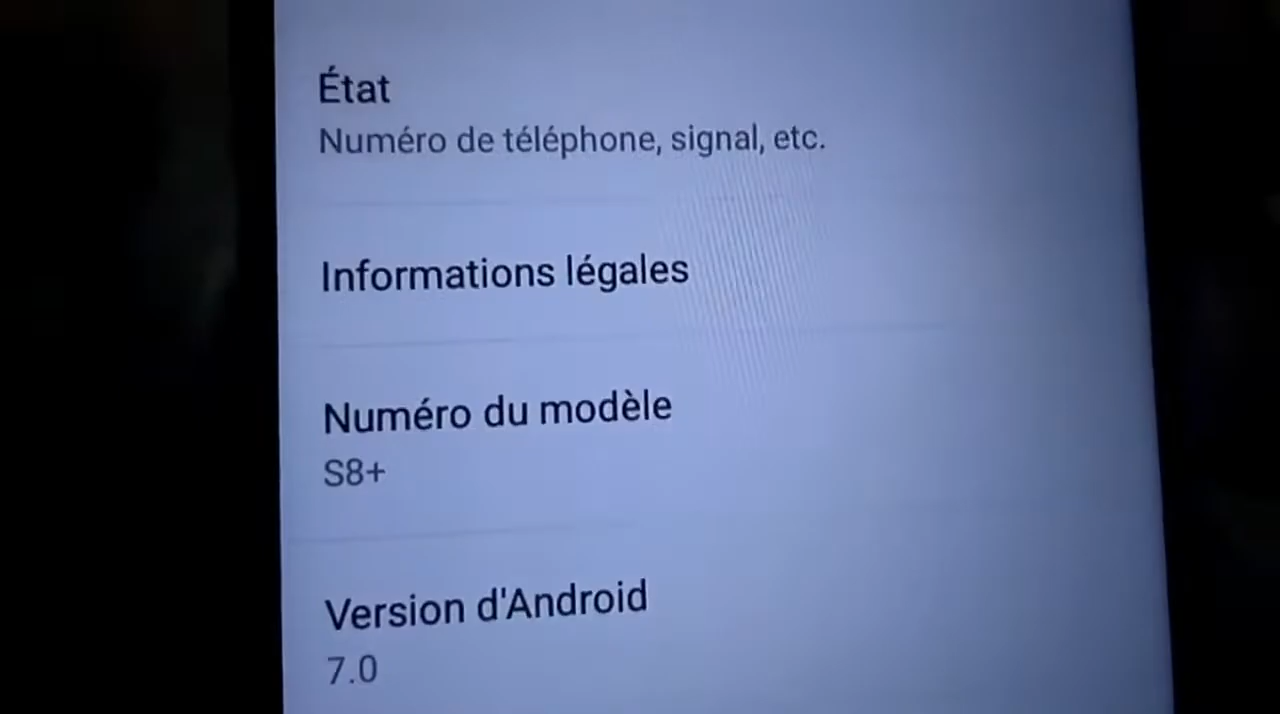 État
Numéro de téléphone, signal, etc.
Informations légales
Numéro du modèle
S8+
Version d'Android
7.0